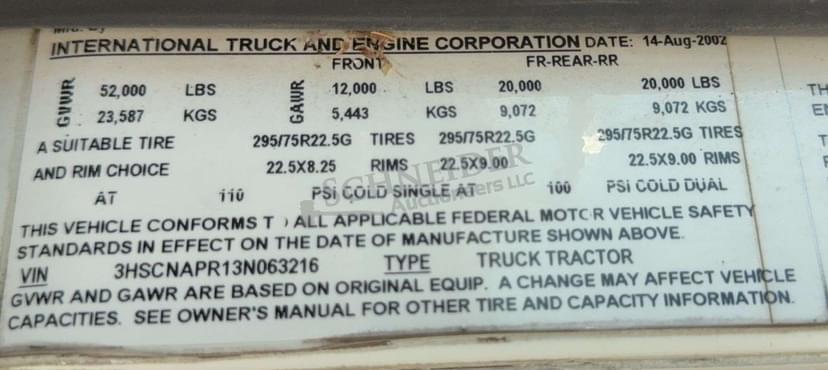 INTERNATIONAL TRUCK AND ENGINE CORPORATION DATE: 14-Aug-2002
FRONT FR-REAR-RR
GVWR 52,000 LBS GAWR 12,000 LBS 20,000 20,000 LBS
23,587 KGS 5,443 KGS 9,072 9,072 KGS
A SUITABLE TIRE 295/75R22.5G TIRES 295/75R22.5G 295/75R22.5G TIRES
AND RIM CHOICE 22.5X8.25 RIMS 22.5X9.00 22.5X9.00 RIMS
AT 110 PSI COLD SINGLE AT 100 PSI COLD DUAL
SCHNEIDER
Auctioneers LLC
THIS VEHICLE CONFORMS T ALL APPLICABLE FEDERAL MOTOR VEHICLE SAFETY
STANDARDS IN EFFECT ON THE DATE OF MANUFACTURE SHOWN ABOVE.
VIN 3HSCNAPR13N063216 TYPE TRUCK TRACTOR
GVWR AND GAWR ARE BASED ON ORIGINAL EQUIP. A CHANGE MAY AFFECT VEHICLE
CAPACITIES. SEE OWNER'S MANUAL FOR OTHER TIRE AND CAPACITY INFORMATION.